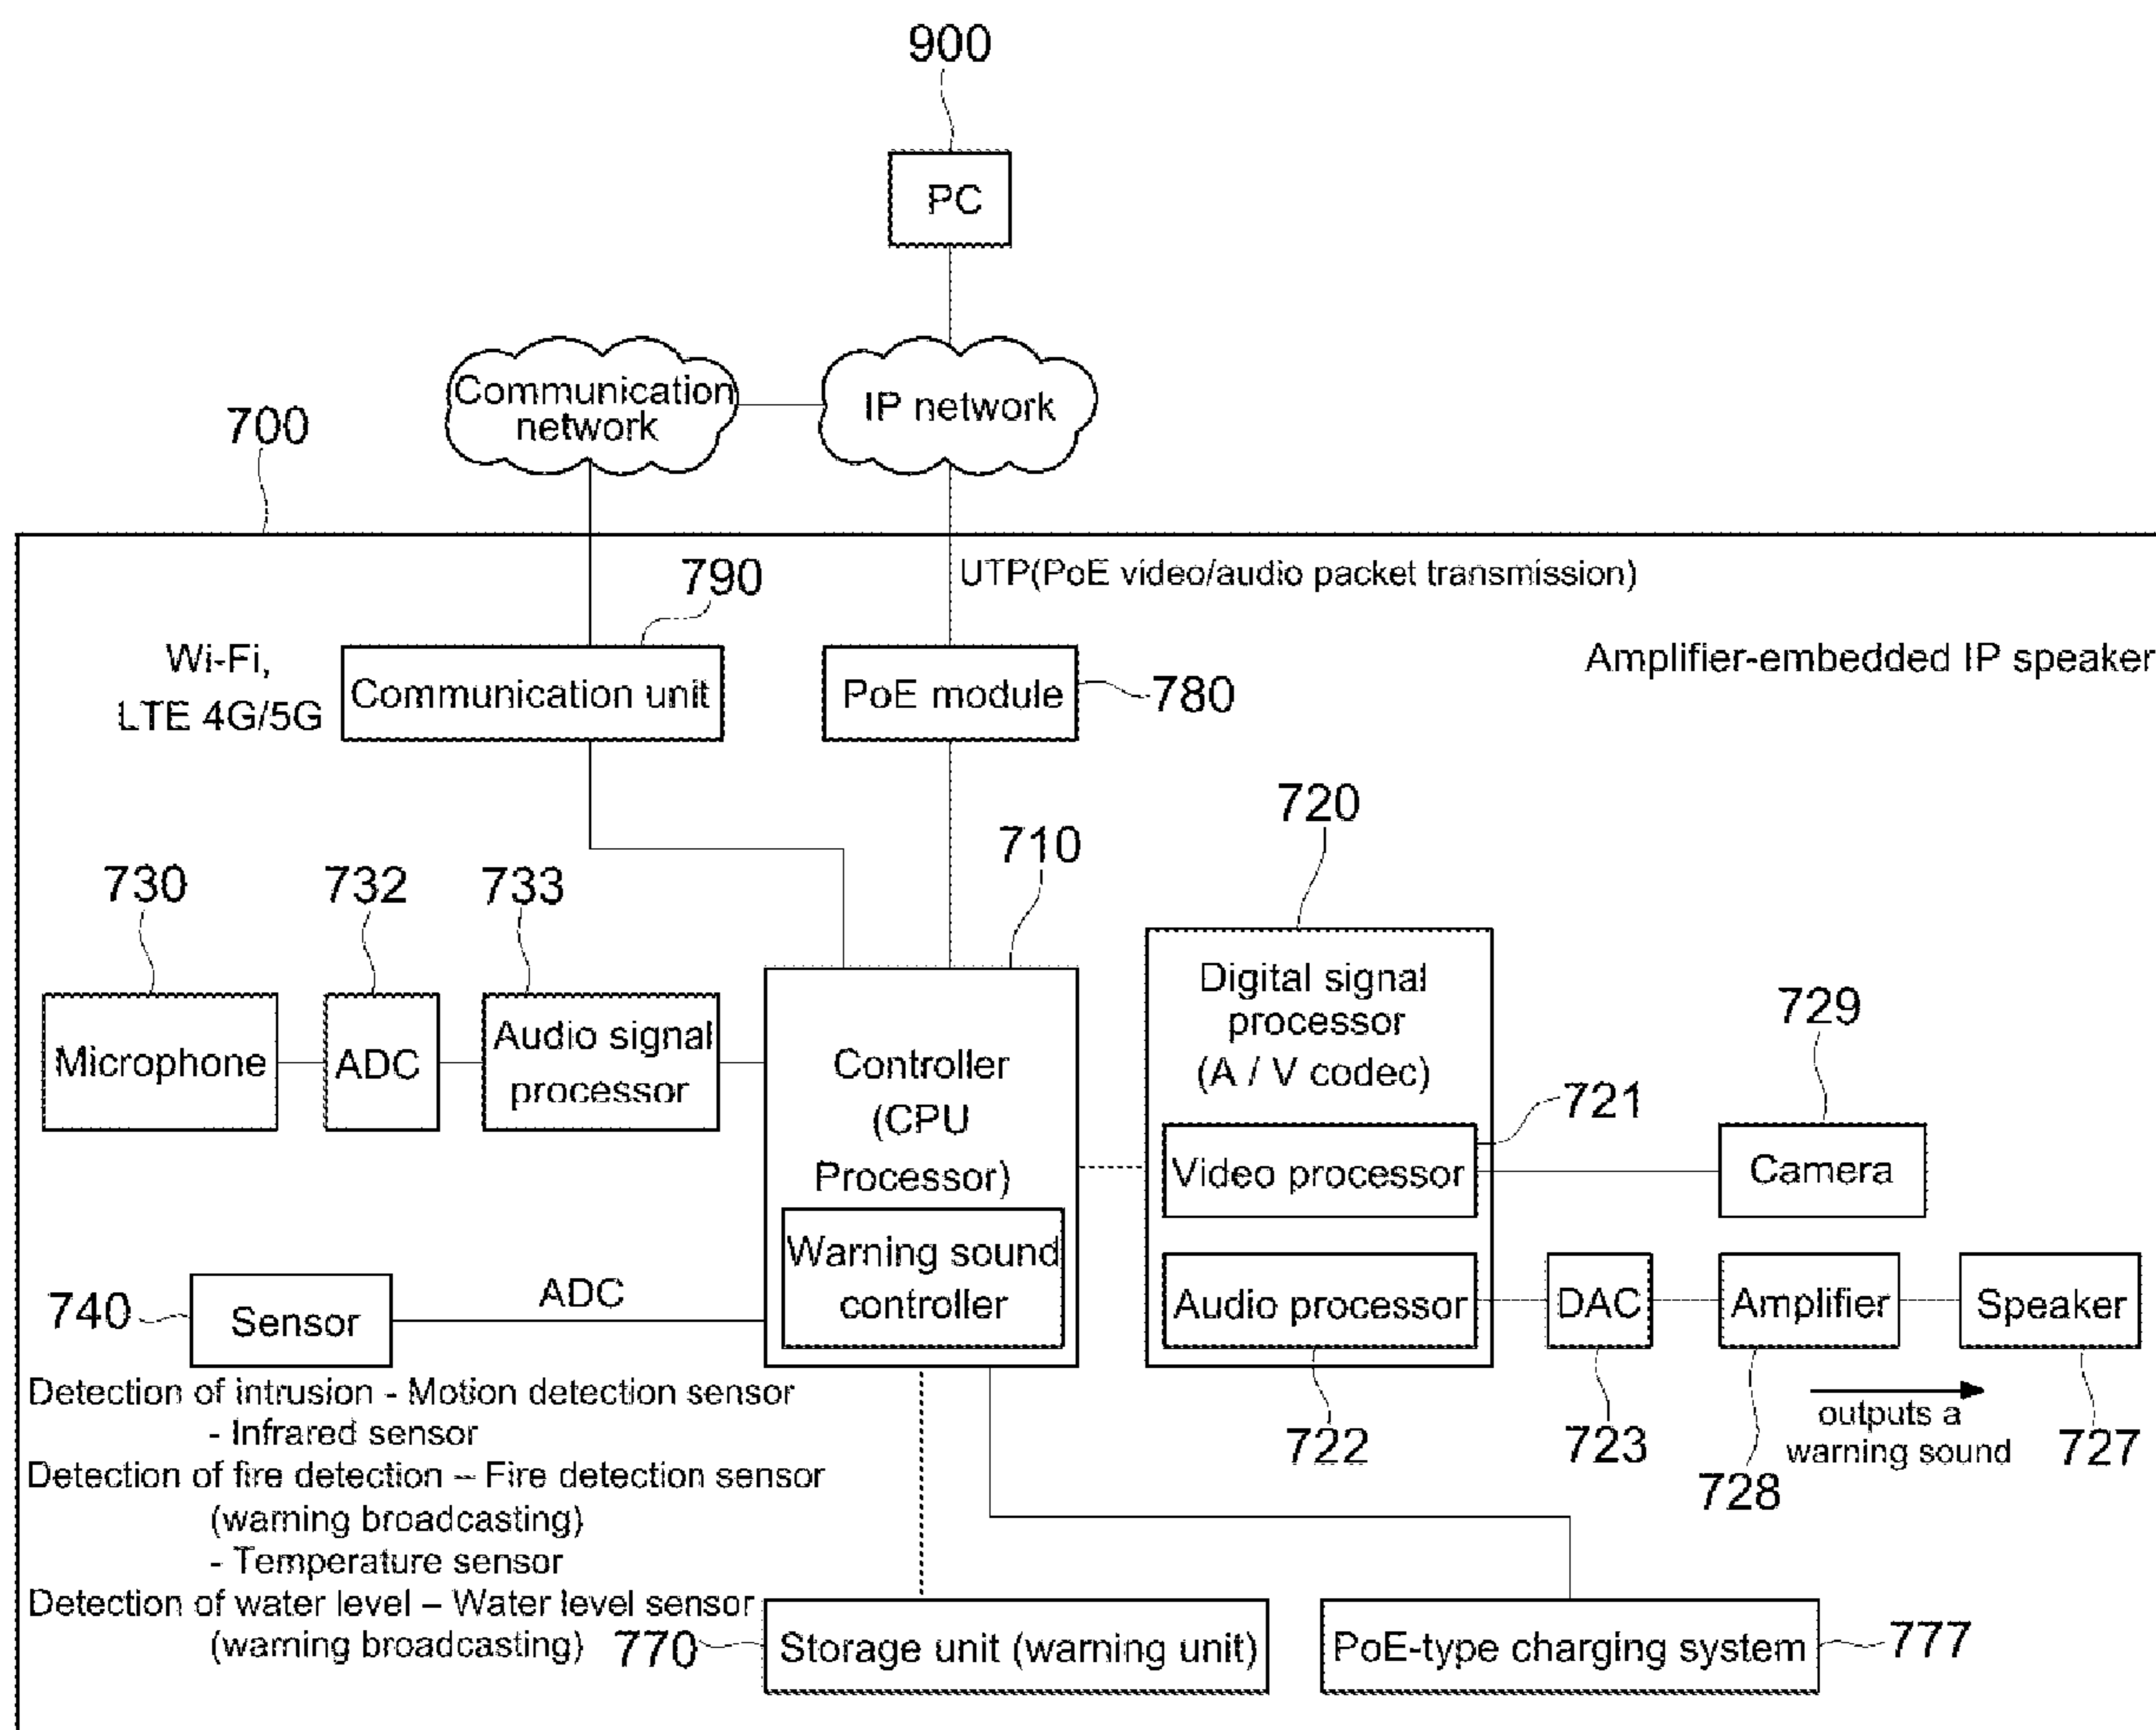 900
PC
Communication
network
IP network
700
790
UTP(PoE video/audio packet transmission)
Wi-Fi,
LTE 4G/5G
Communication unit
PoE module
780
Amplifier-embedded IP speaker
720
710
730
732
733
Microphone
ADC
Audio signal
processor
Controller
(CPU
Processor)
Warning sound
controller
Digital signal
processor
(A / V codec)
721
Video processor
729
Camera
740
Sensor
ADC
Audio processor
DAC
Amplifier
Speaker
722
723
728
outputs a
warning sound
727
Detection of intrusion - Motion detection sensor
- Infrared sensor
Detection of fire detection – Fire detection sensor
(warning broadcasting)
- Temperature sensor
Detection of water level – Water level sensor
(warning broadcasting)
770
Storage unit (warning unit)
PoE-type charging system
777